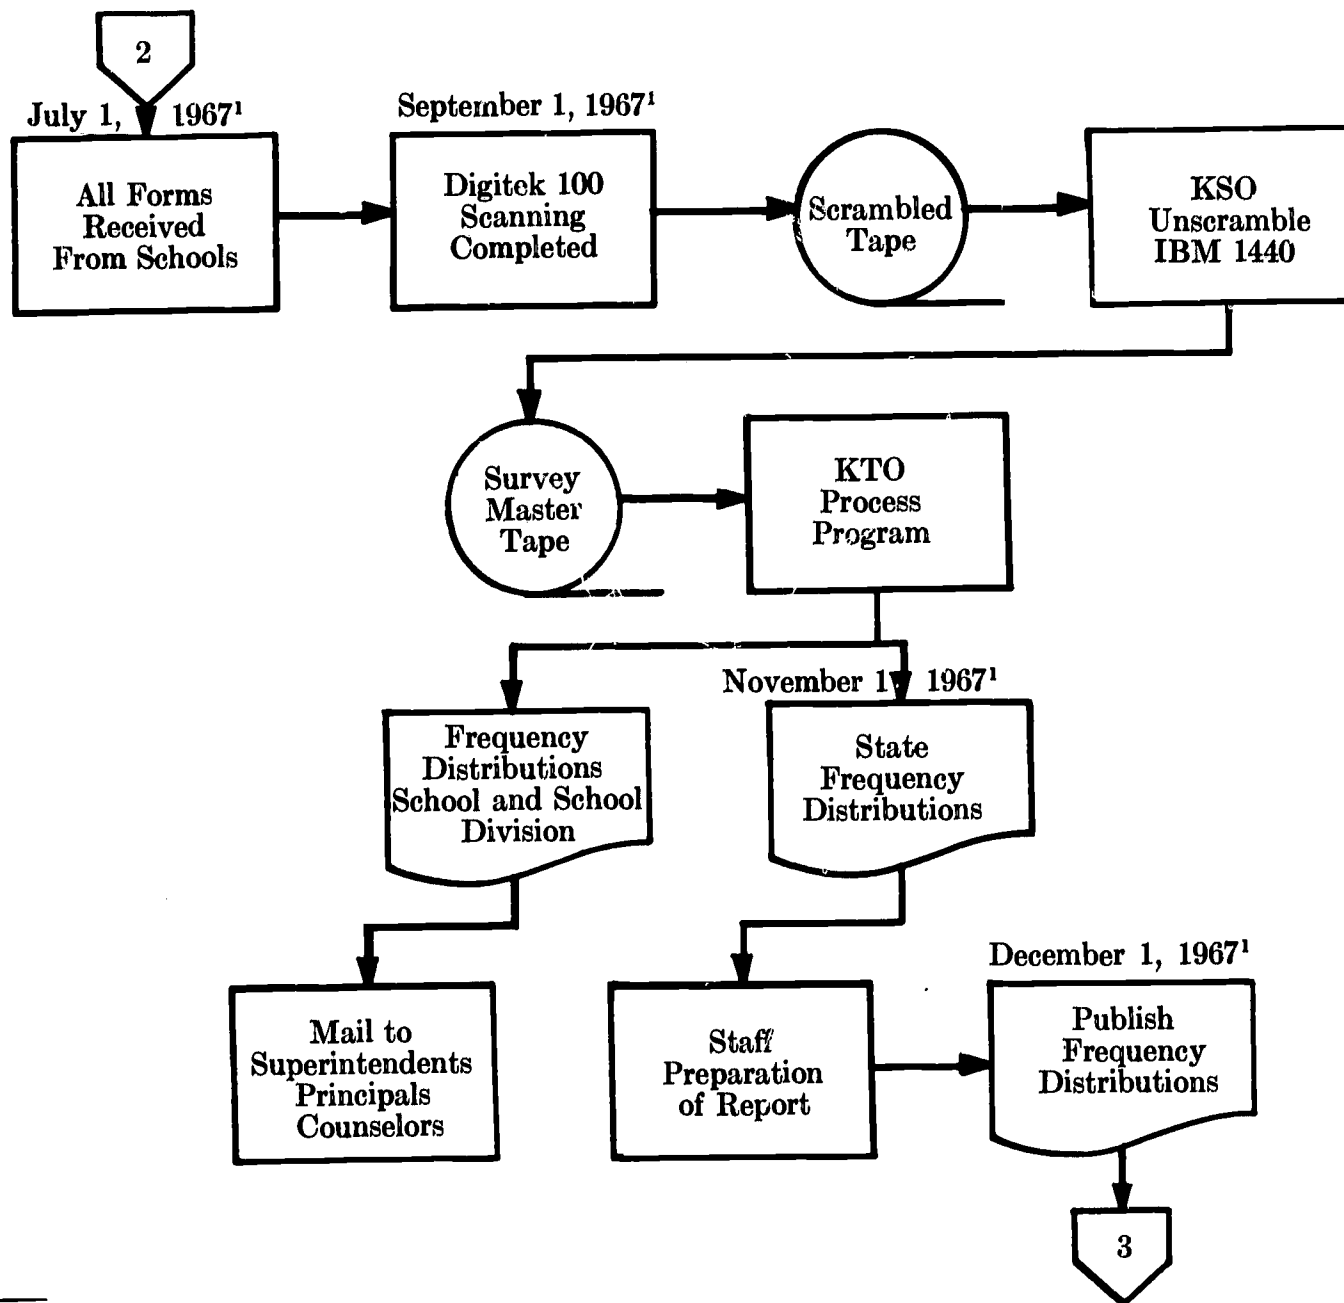 2
July 1, 1967¹
All Forms
Received
From Schools
September 1, 1967¹
Digitek 100
Scanning
Completed
Scrambled
Tape
KSO
Unscramble
IBM 1440
Survey
Master
Tape
KTO
Process
Program
Frequency
Distributions
School and School
Division
November 1, 1967¹
State
Frequency
Distributions
Mail to
Superintendents
Principals
Counselors
Staff
Preparation
of Report
December 1, 1967¹
Publish
Frequency
Distributions
3